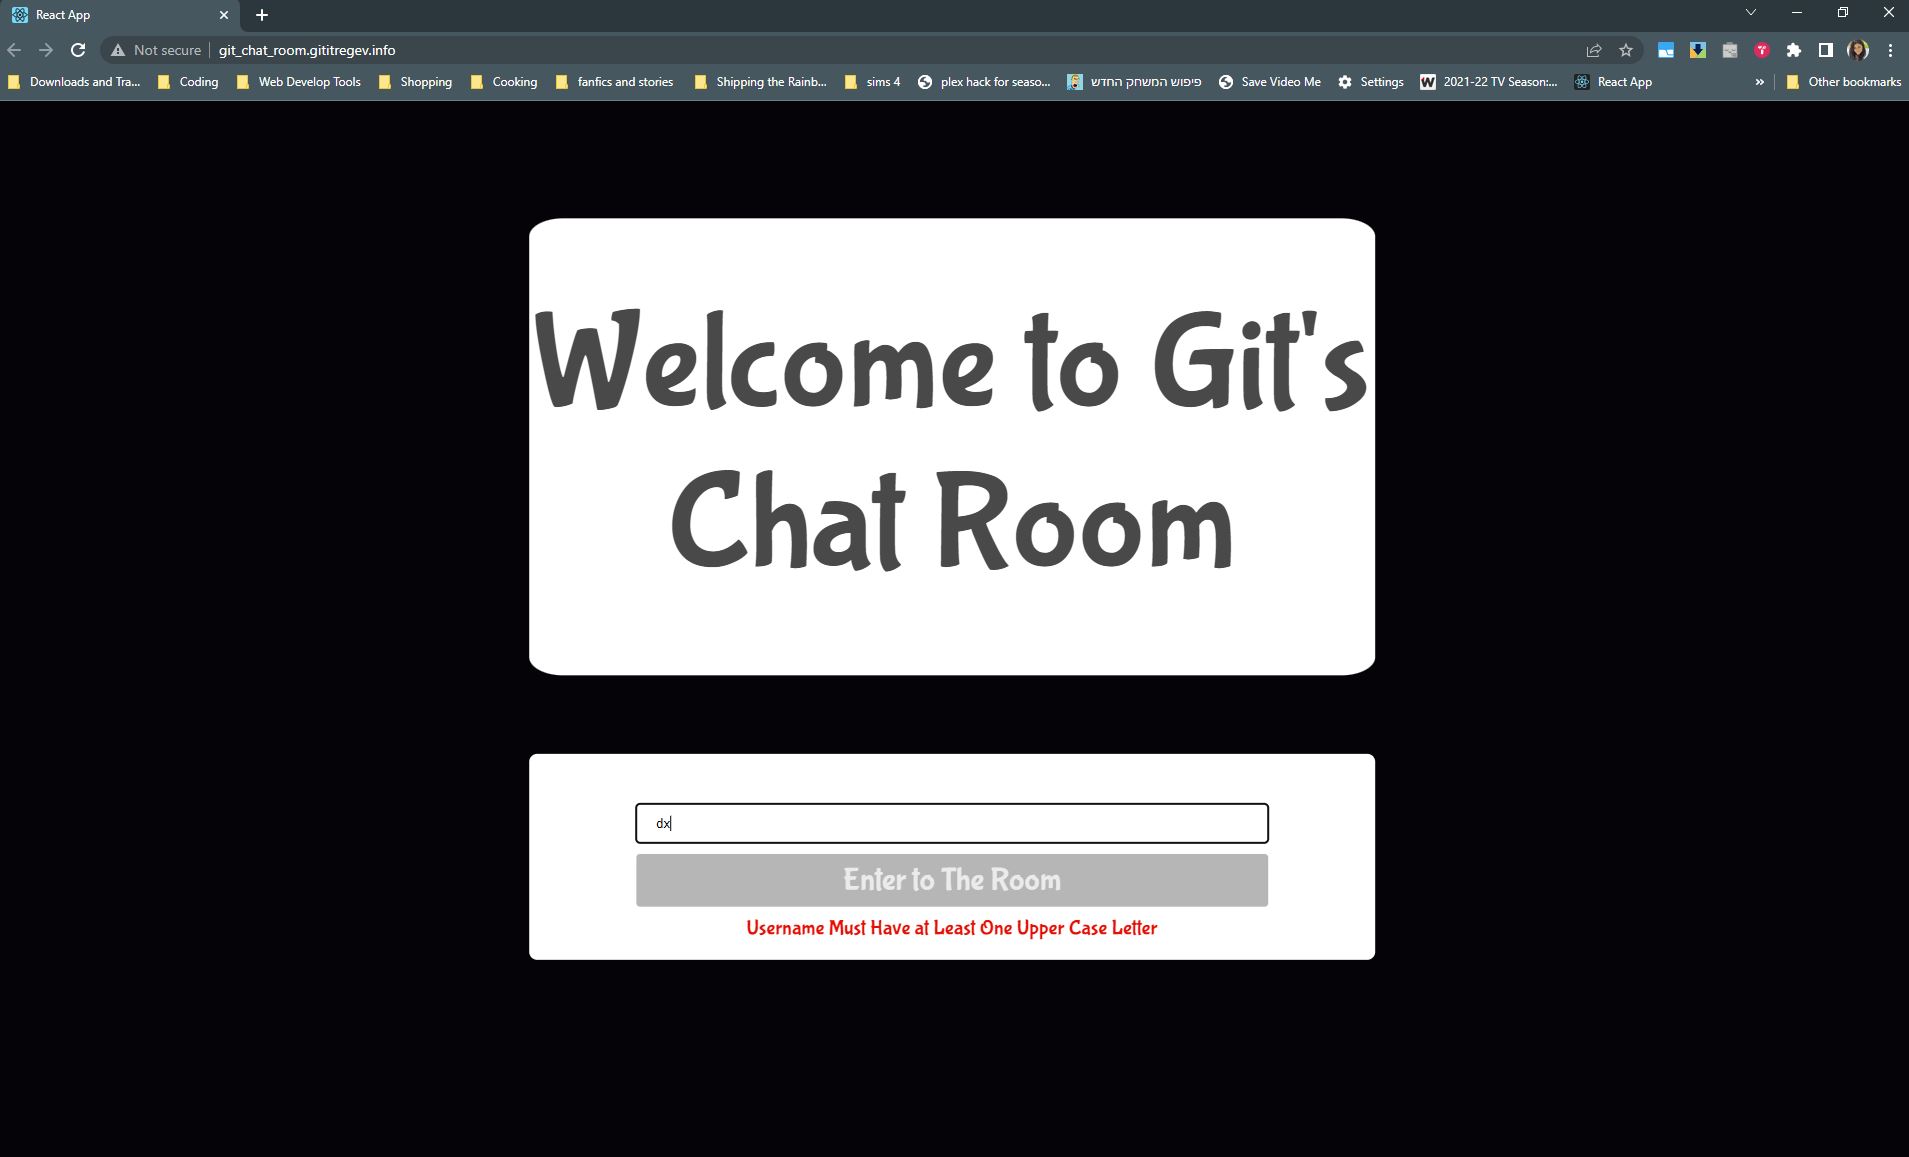 React App
Not secure git_chat_room.gititregev.info
Downloads and Tra... Coding Web Develop Tools Shopping Cooking fanfics and stories Shipping the Rainb... sims 4 plex hack for seaso... פיפוש המשחק החדש Save Video Me Settings 2021-22 TV Season:... React App » Other bookmarks
Welcome to Git's
Chat Room
dx
Enter to The Room
Username Must Have at Least One Upper Case Letter